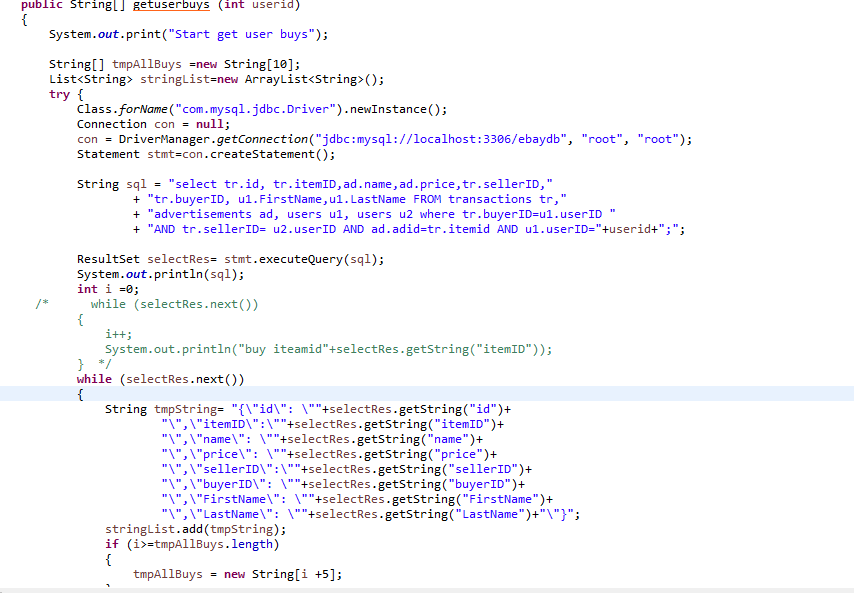 public String[] getuserbuys (int userid)
{
System.out.print("Start get user buys");
String[] tmpAllBuys =new String[10];
List<String> stringList=new ArrayList<String>();
try {
Class.forName("com.mysql.jdbc.Driver").newInstance();
Connection con = null;
con = DriverManager.getConnection("jdbc:mysql://localhost:3306/ebaydb", "root", "root");
Statement stmt=con.createStatement();
String sql = "select tr.id, tr.itemID,ad.name,ad.price,tr.sellerID,"
+ "tr.buyerID, u1.FirstName,u1.LastName FROM transactions tr,"
+ "advertisements ad, users u1, users u2 where tr.buyerID=u1.userID "
+ "AND tr.sellerID= u2.userID AND ad.adid=tr.itemid AND u1.userID="+userid+";";
ResultSet selectRes= stmt.executeQuery(sql);
System.out.println(sql);
int i =0;
/* while (selectRes.next())
{
i++;
System.out.println("buy iteamid"+selectRes.getString("itemID"));
} */
while (selectRes.next())
{
String tmpString= "{\"id\": \""+selectRes.getString("id")+
"\",\"itemID\":\""+selectRes.getString("itemID")+
"\",\"name\": \""+selectRes.getString("name")+
"\",\"price\": \""+selectRes.getString("price")+
"\",\"sellerID\":\""+selectRes.getString("sellerID")+
"\",\"buyerID\": \""+selectRes.getString("buyerID")+
"\",\"FirstName\": \""+selectRes.getString("FirstName")+
"\",\"LastName\": \""+selectRes.getString("LastName")+"\"}";
stringList.add(tmpString);
if (i>=tmpAllBuys.length)
{
tmpAllBuys = new String[i +5];